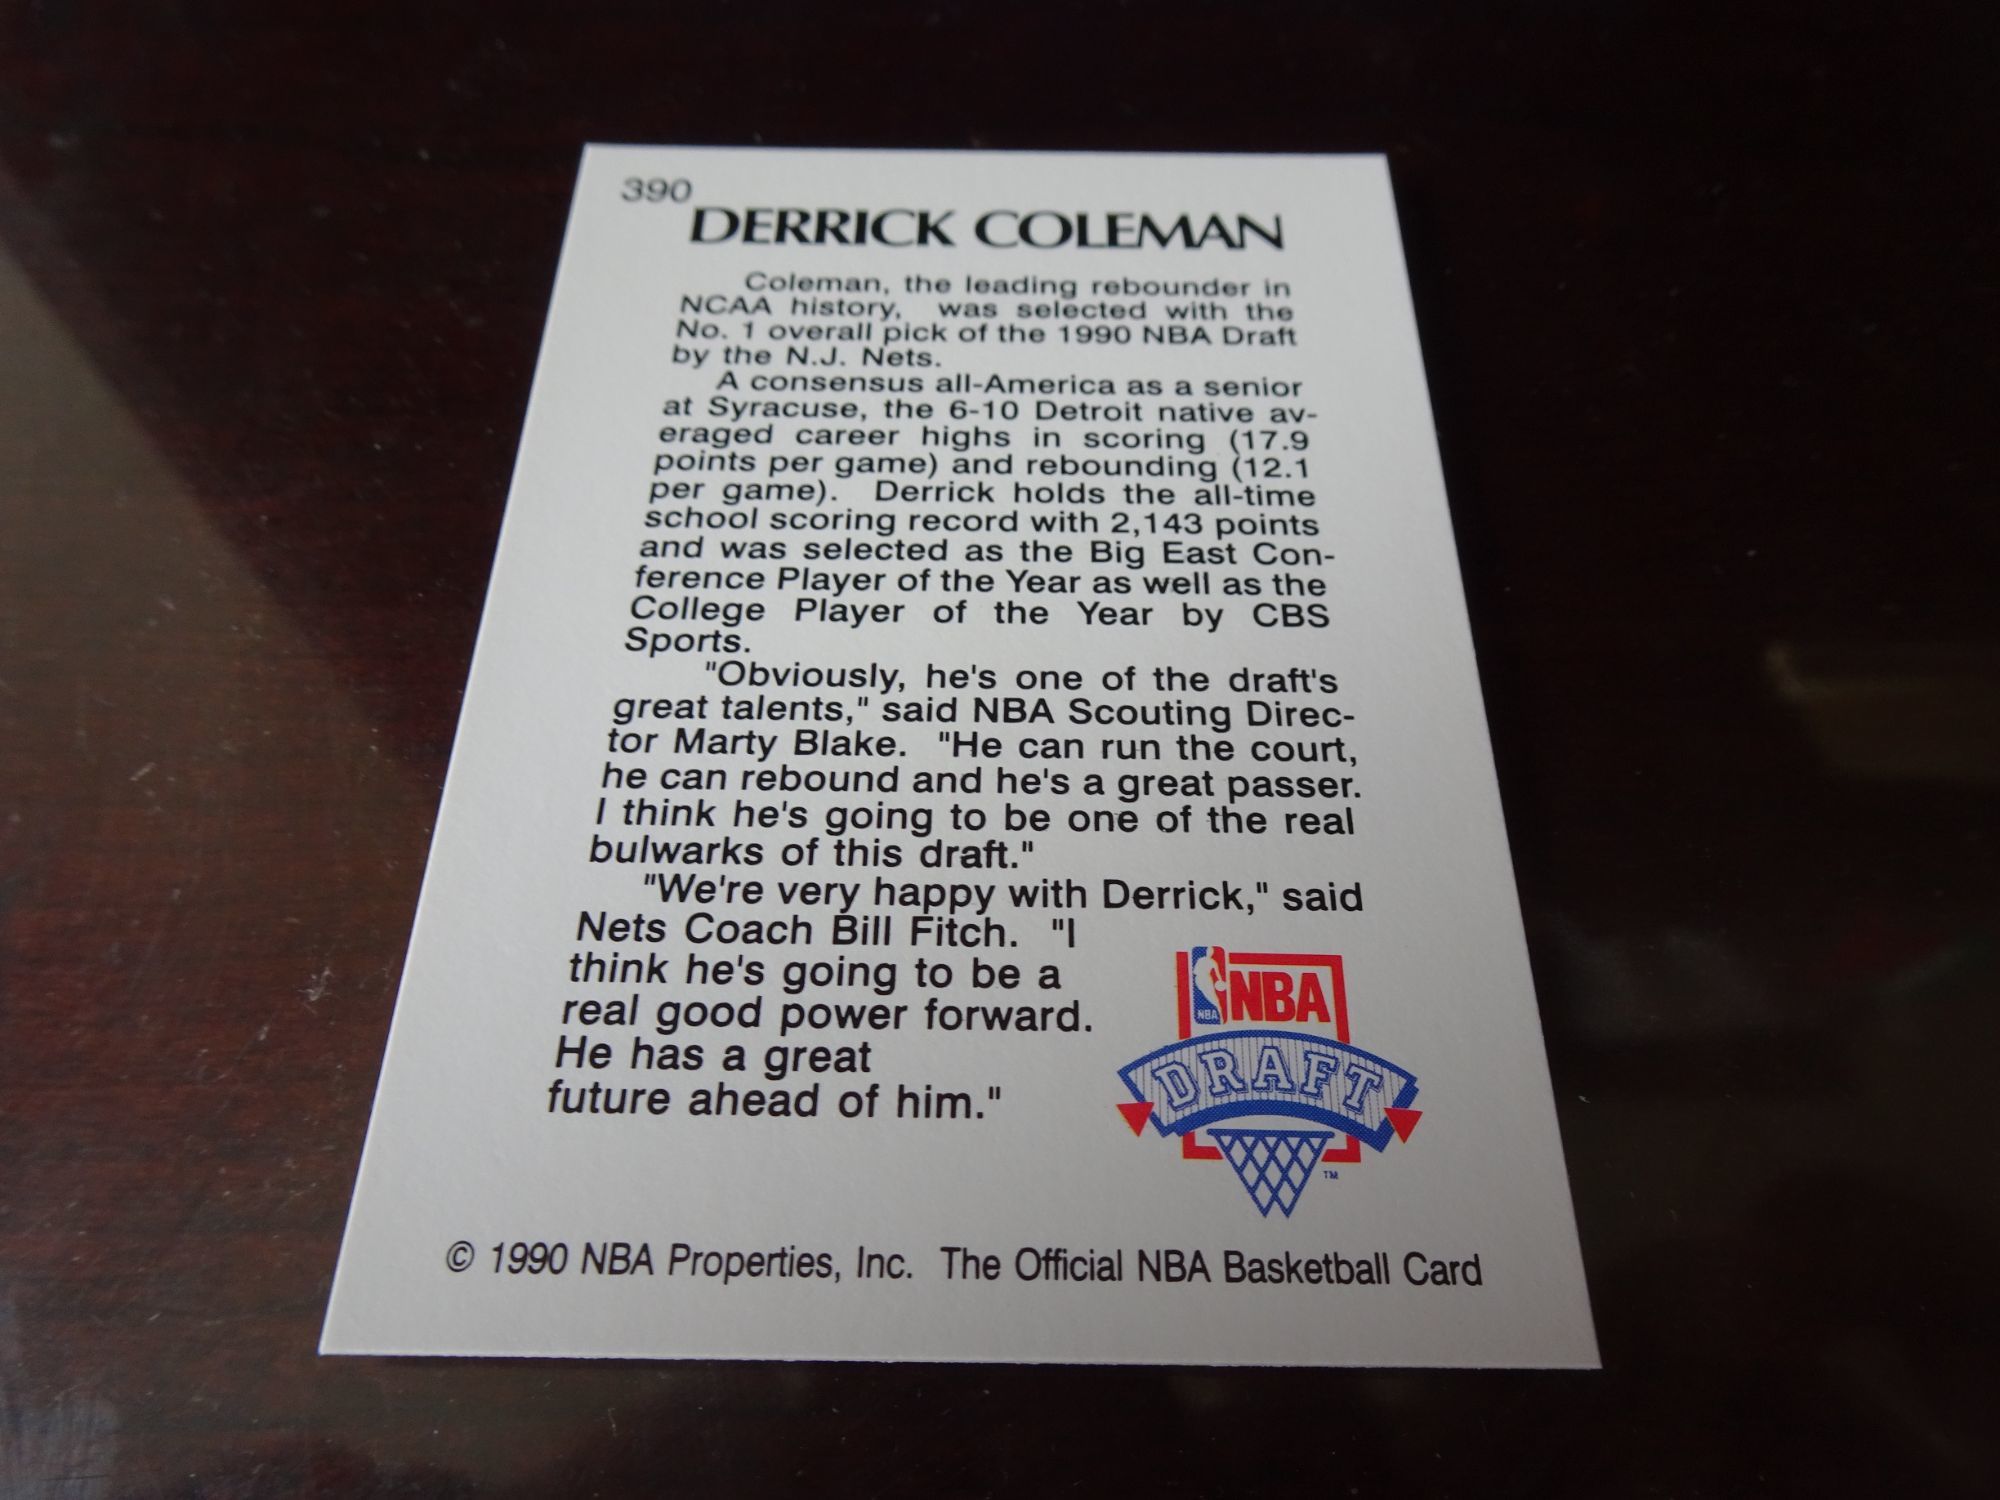 390
DERRICK COLEMAN
Coleman, the leading rebounder in
NCAA history, was selected with the
No. 1 overall pick of the 1990 NBA Draft
by the N.J. Nets.
A consensus all-America as a senior
at Syracuse, the 6-10 Detroit native av-
eraged career highs in scoring (17.9
points per game) and rebounding (12.1
per game). Derrick holds the all-time
school scoring record with 2,143 points
and was selected as the Big East Con-
ference Player of the Year as well as the
College Player of the Year by CBS
Sports.
"Obviously, he's one of the draft's
great talents," said NBA Scouting Direc-
tor Marty Blake. "He can run the court,
he can rebound and he's a great passer.
I think he's going to be one of the real
bulwarks of this draft."
"We're very happy with Derrick," said
Nets Coach Bill Fitch. "I
think he's going to be a
real good power forward.
He has a great
future ahead of him."
NBA
NBA
DRAFT
TM
© 1990 NBA Properties, Inc. The Official NBA Basketball Card